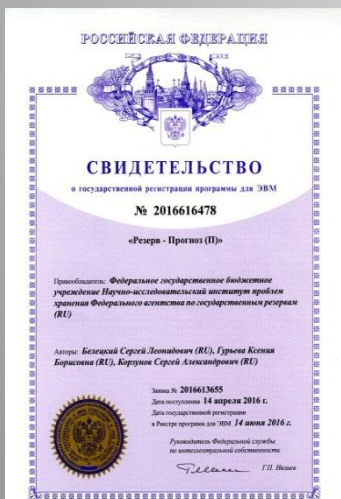 РОССИЙСКАЯ ФЕДЕРАЦИЯ
СВИДЕТЕЛЬСТВО
о государственной регистрации программы для ЭВМ
№ 2016616478
«Резерв - Прогноз (II)»
Правообладатель: Федеральное государственное бюджетное
учреждение Научно-исследовательский институт проблем
хранения Федерального агентства по государственным резервам
(RU)
Авторы: Белецкий Сергей Леонидович (RU), Гурьева Ксения
Борисовна (RU), Корзунов Сергей Александрович (RU)
Заявка № 2016613655
Дата поступления 14 апреля 2016 г.
Дата государственной регистрации
в Реестре программ для ЭВМ 14 июня 2016 г.
Руководитель Федеральной службы
по интеллектуальной собственности
Г.П. Ивлиев